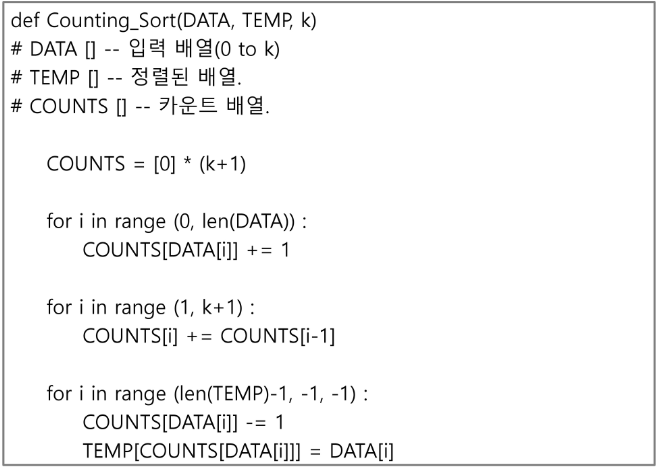 def Counting_Sort(DATA, TEMP, k)
# DATA [] -- 입력 배열(0 to k)
# TEMP [] -- 정렬된 배열.
# COUNTS [] -- 카운트 배열.
COUNTS = [0] * (k+1)
for i in range (0, len(DATA)) :
COUNTS[DATA[i]] += 1
for i in range (1, k+1) :
COUNTS[i] += COUNTS[i-1]
for i in range (len(TEMP)-1, -1, -1) :
COUNTS[DATA[i]] -= 1
TEMP[COUNTS[DATA[i]]] = DATA[i]